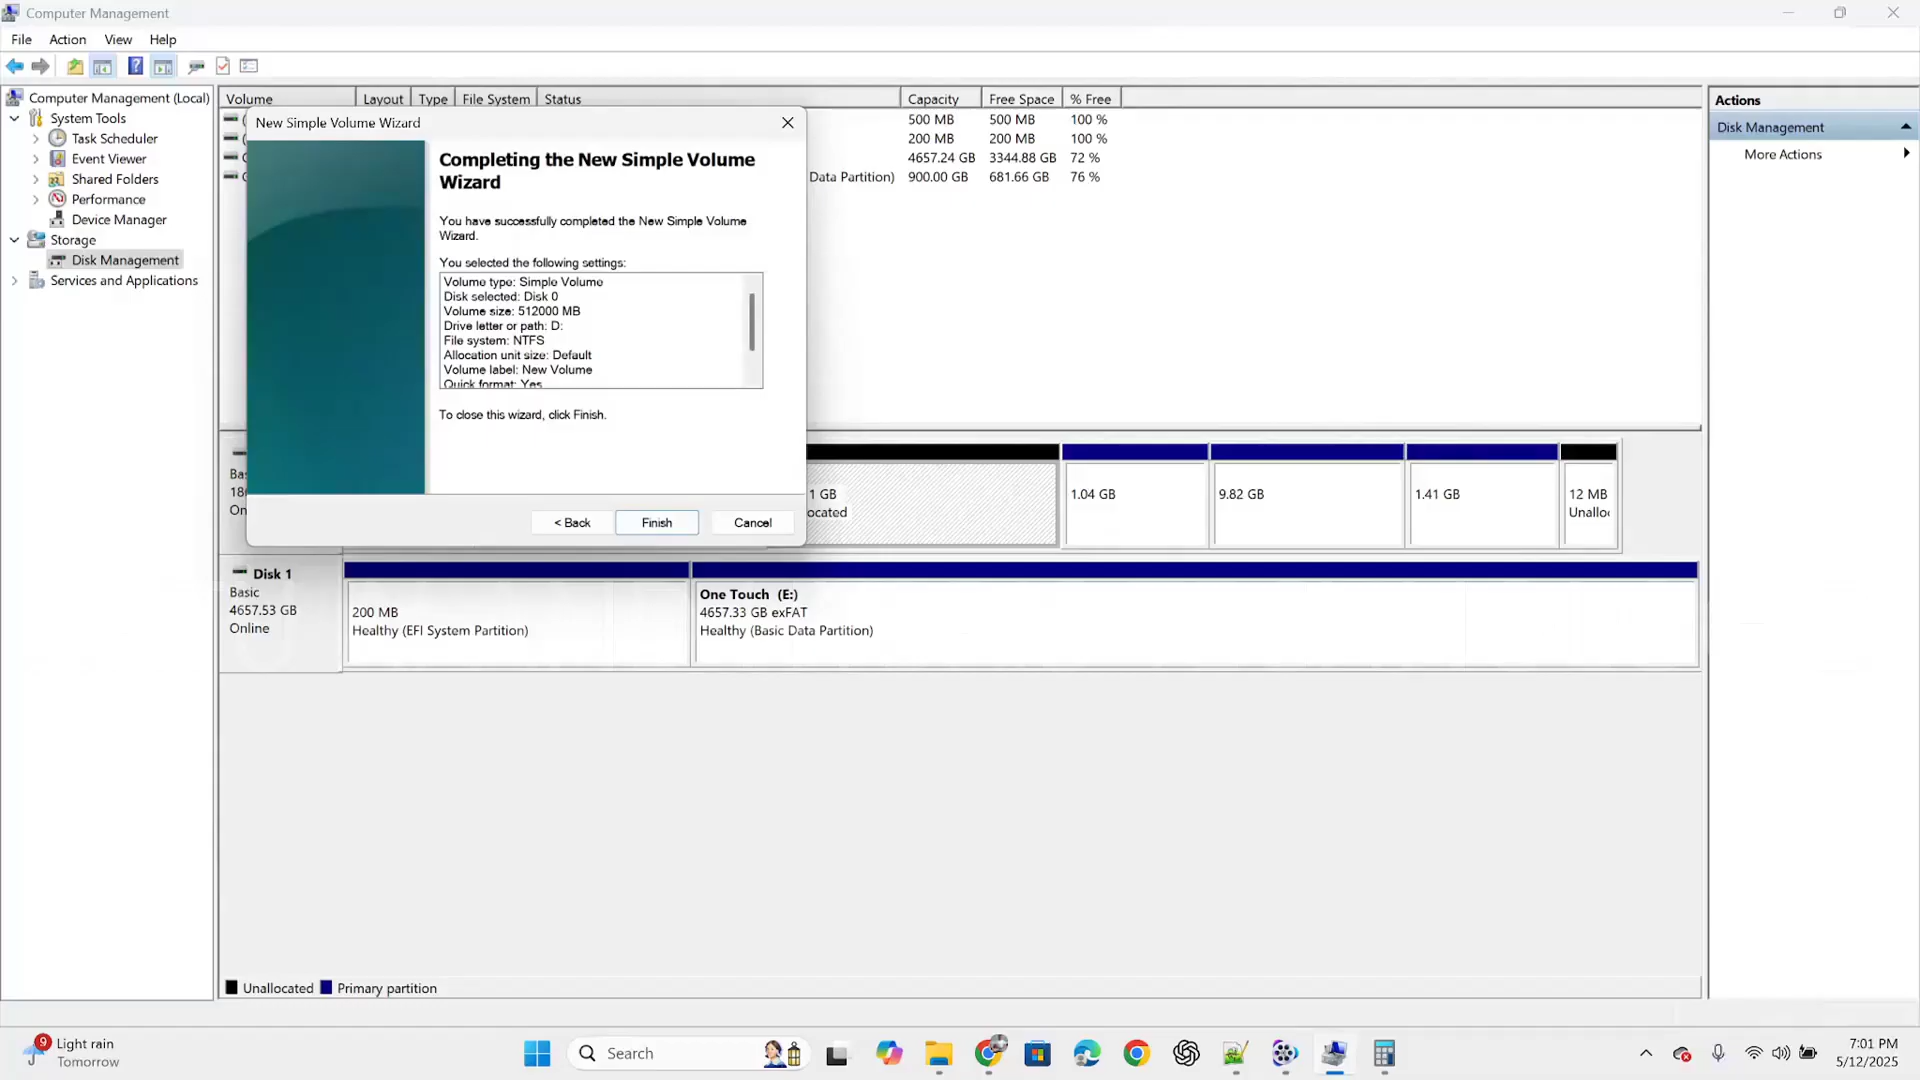 Computer Management
File Action View Help
Computer Management (Local)
System Tools
Task Scheduler
Event Viewer
Shared Folders
Performance
Device Manager
Storage
Disk Management
Services and Applications
Volume Layout Type File System Status Capacity Free Space % Free
500 MB 500 MB 100 %
200 MB 200 MB 100 %
4657.24 GB 3344.88 GB 72 %
Data Partition) 900.00 GB 681.66 GB 76 %
New Simple Volume Wizard
Completing the New Simple Volume
Wizard
You have successfully completed the New Simple Volume
Wizard.
You selected the following settings:
Volume type: Simple Volume
Disk selected: Disk 0
Volume size: 512000 MB
Drive letter or path: D:
File system: NTFS
Allocation unit size: Default
Volume label: New Volume
Quick format: Yes
To close this wizard, click Finish.
< Back Finish Cancel
Bas
186
On
1 GB
ocated
1.04 GB
9.82 GB
1.41 GB
12 MB
Unalloc
Disk 1
Basic
4657.53 GB
Online
200 MB
Healthy (EFI System Partition)
One Touch (E:)
4657.33 GB exFAT
Healthy (Basic Data Partition)
Unallocated Primary partition
Actions
Disk Management
More Actions
9
Light rain
Tomorrow
Search
7:01 PM
5/12/2025